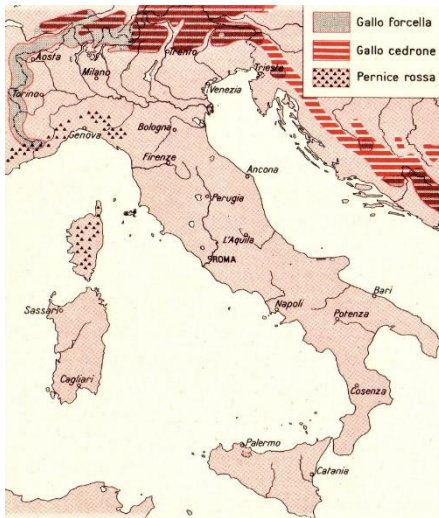 Gallo forcella
Gallo cedrone
Pernice rossa
Aosta
Trento
Milano
Trieste
Torino
Venezia
Genova
Bologna
Firenze
Ancona
Perugia
L'Aquila
ROMA
Bari
Napoli
Potenza
Sassari
Cagliari
Cosenza
Palermo
Catania